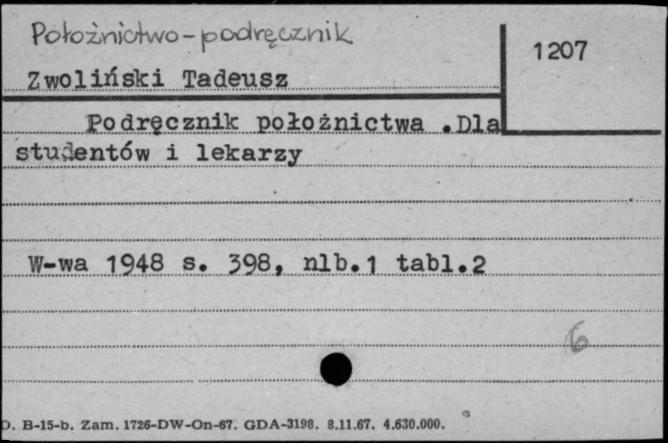 Położnictwo-podręcznik
1207
Zwoliński Tadeusz
Podręcznik położnictwa .Dla
studentów i lekarzy
W-wa 1948 s. 398, nlb.1 tabl.2
6
D. B-15-b. Zam. 1726-DW-On-67. GDA-3198. 8.11.67. 4.630.000.